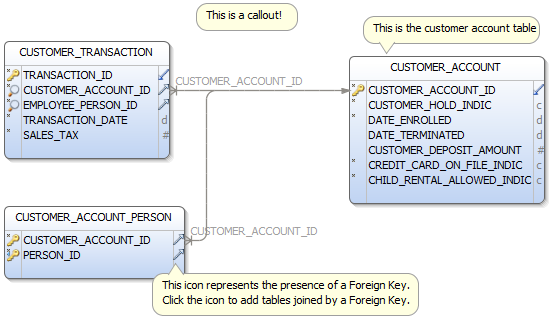 This is a callout!
This is the customer account table
CUSTOMER_TRANSACTION
TRANSACTION_ID
CUSTOMER_ACCOUNT_ID
EMPLOYEE_PERSON_ID
TRANSACTION_DATE d
SALES_TAX #
CUSTOMER_ACCOUNT_ID
CUSTOMER_ACCOUNT
CUSTOMER_ACCOUNT_ID
CUSTOMER_HOLD_INDIC c
DATE_ENROLLED d
DATE_TERMINATED d
CUSTOMER_DEPOSIT_AMOUNT #
CREDIT_CARD_ON_FILE_INDIC c
CHILD_RENTAL_ALLOWED_INDIC c
CUSTOMER_ACCOUNT_PERSON
CUSTOMER_ACCOUNT_ID
PERSON_ID
CUSTOMER_ACCOUNT_ID
This icon represents the presence of a Foreign Key.
Click the icon to add tables joined by a Foreign Key.